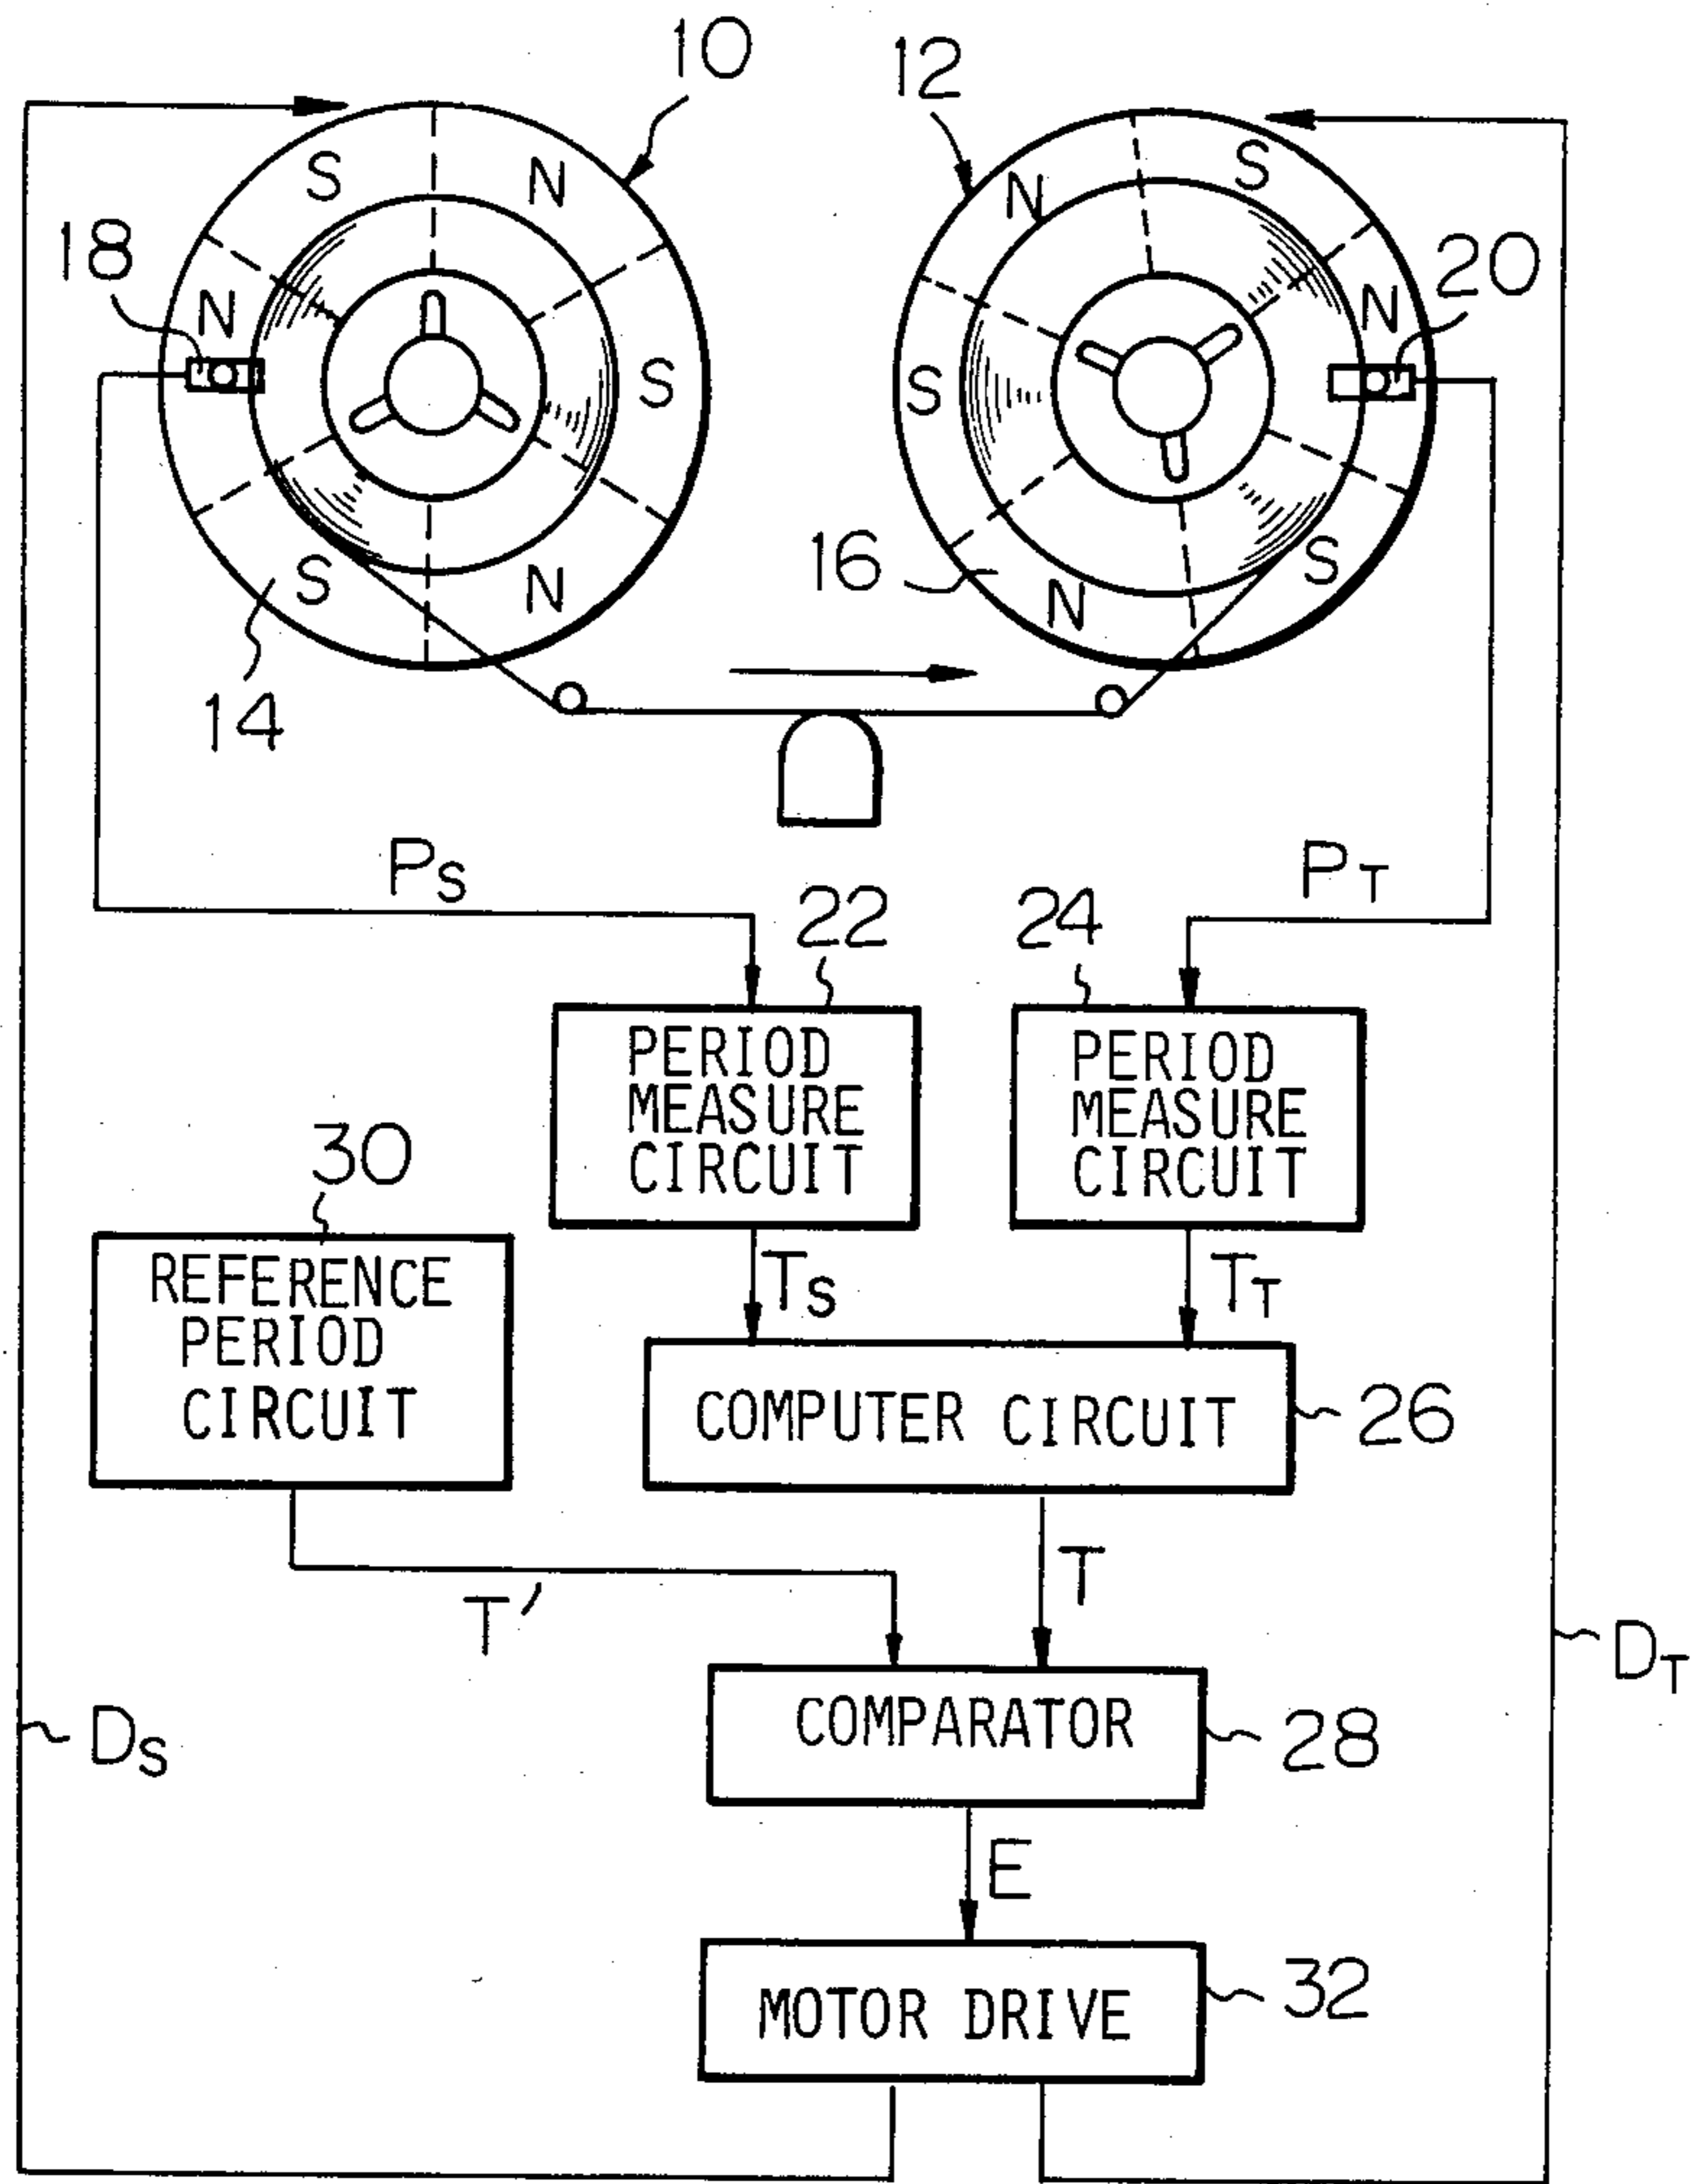 10
12
S
N
N
S
18
N
N
20
S
S
S
N
16
N
S
14
PS
PT
22
24
PERIOD
MEASURE
CIRCUIT
PERIOD
MEASURE
CIRCUIT
30
REFERENCE
PERIOD
CIRCUIT
TS
TT
COMPUTER CIRCUIT
26
T'
T
DT
COMPARATOR
28
DS
E
MOTOR DRIVE
32